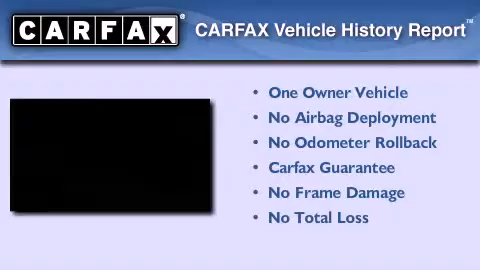 CARFAX® CARFAX Vehicle History Report™
• One Owner Vehicle
• No Airbag Deployment
• No Odometer Rollback
• Carfax Guarantee
• No Frame Damage
• No Total Loss